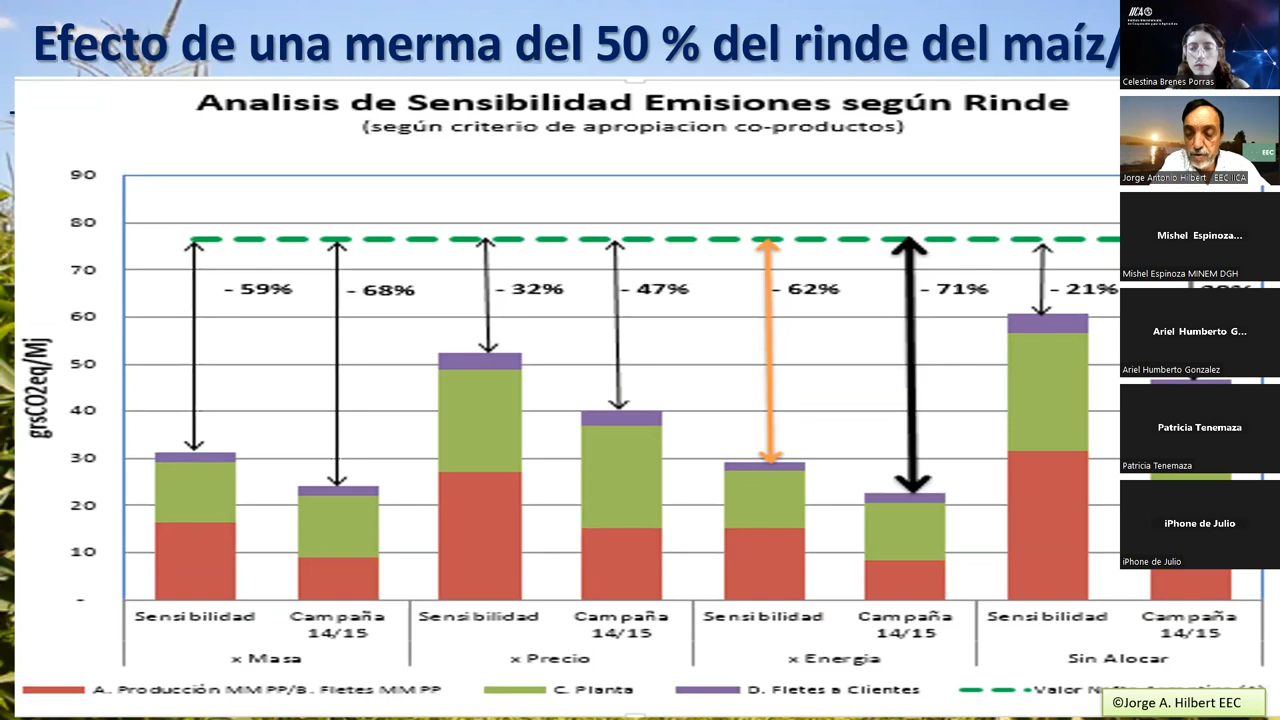 Efecto de una merma del 50 % del rinde del maíz/
Analisis de Sensibilidad Emisiones según Rinde
(según criterio de apropiacion co-productos)
90
80
70
60
50
40
30
20
10
-
grsCO2eq/Mj
- 59%
- 68%
- 32%
- 47%
- 62%
- 71%
- 21%
Sensibilidad
Campaña 14/15
Sensibilidad
Campaña 14/15
Sensibilidad
Campaña 14/15
Sensibilidad
Campaña 14/15
x Masa
x Precio
x Energia
Sin Alocar
A. Producción MMPP/B. Fletes MMPP
C. Planta
D. Fletes a Clientes
Valor
©Jorge A. Hilbert EEC
IICA
Celestina Brenes Porras
EEC
Jorge Antonio Hilbert EEC IICA
Mishel Espinoza...
Mishel Espinoza MINEM DGH
Ariel Humberto G...
Ariel Humberto Gonzalez
Patricia Tenemaza
Patricia Tenemaza
iPhone de Julio
iPhone de Julio